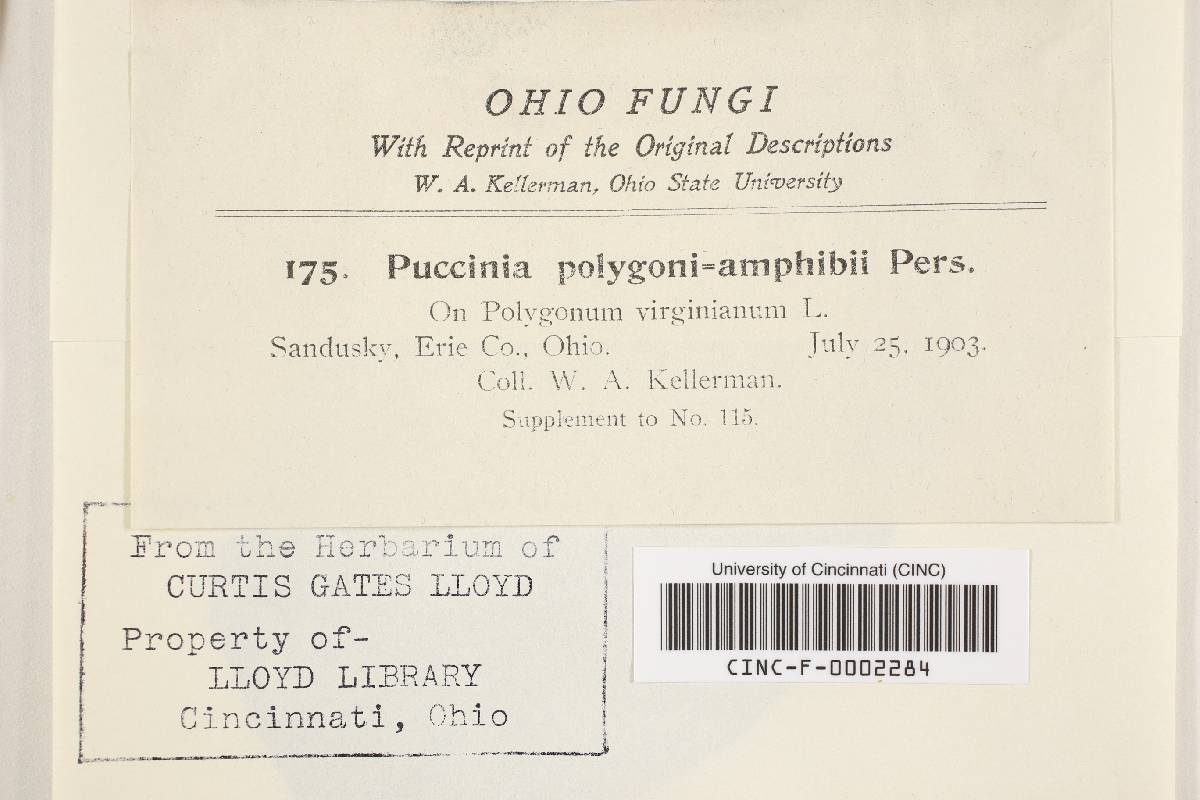 OHIO FUNGI
With Reprint of the Original Descriptions
W. A. Kellerman, Ohio State University
175. Puccinia polygoni=amphibii Pers.
On Polygonum virginianum L.
Sandusky, Erie Co., Ohio. July 25, 1903.
Coll. W. A. Kellerman.
Supplement to No. 115.
From the Herbarium of
CURTIS GATES LLOYD
Property of-
LLOYD LIBRARY
Cincinnati, Ohio
University of Cincinnati (CINC)
CINC-F-0002284